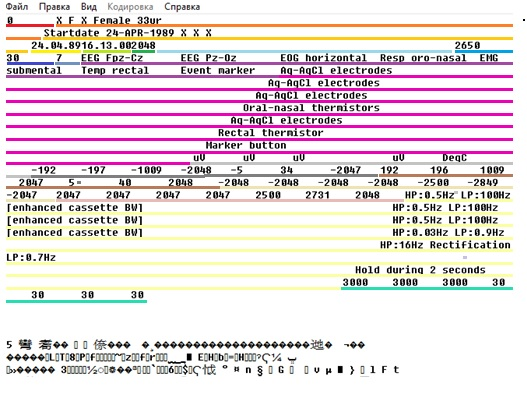 Файл Правка Вид Кодировка Справка
0 X F X Female 33yr
Startdate 24-APR-1989 X X X
24.04.8916.13.002048 2650
30 7 EEG Fpz-Cz EEG Pz-Oz EOG horizontal Resp oro-nasal EMG
submental Temp rectal Event marker Ag-AgCl electrodes
Ag-AgCl electrodes
Ag-AgCl electrodes
Oral-nasal thermistors
Ag-AgCl electrodes
Rectal thermistor
Marker button
uV uV uV uV DegC
-192 -197 -1009 -2048 -5 34 -2047 192 196 1009
2047 5 40 2048 -2048 -2048 -2048 -2048 -2500 -2849
-2047 2047 2047 2047 2047 2500 2731 2048 HP:0.5Hz LP:100Hz
[enhanced cassette BW] HP:0.5Hz LP:100Hz
[enhanced cassette BW] HP:0.5Hz LP:100Hz
[enhanced cassette BW] HP:0.03Hz LP:0.9Hz
HP:16Hz Rectification
LP:0.7Hz
Hold during 2 seconds
3000 3000 3000 30
30 30 30